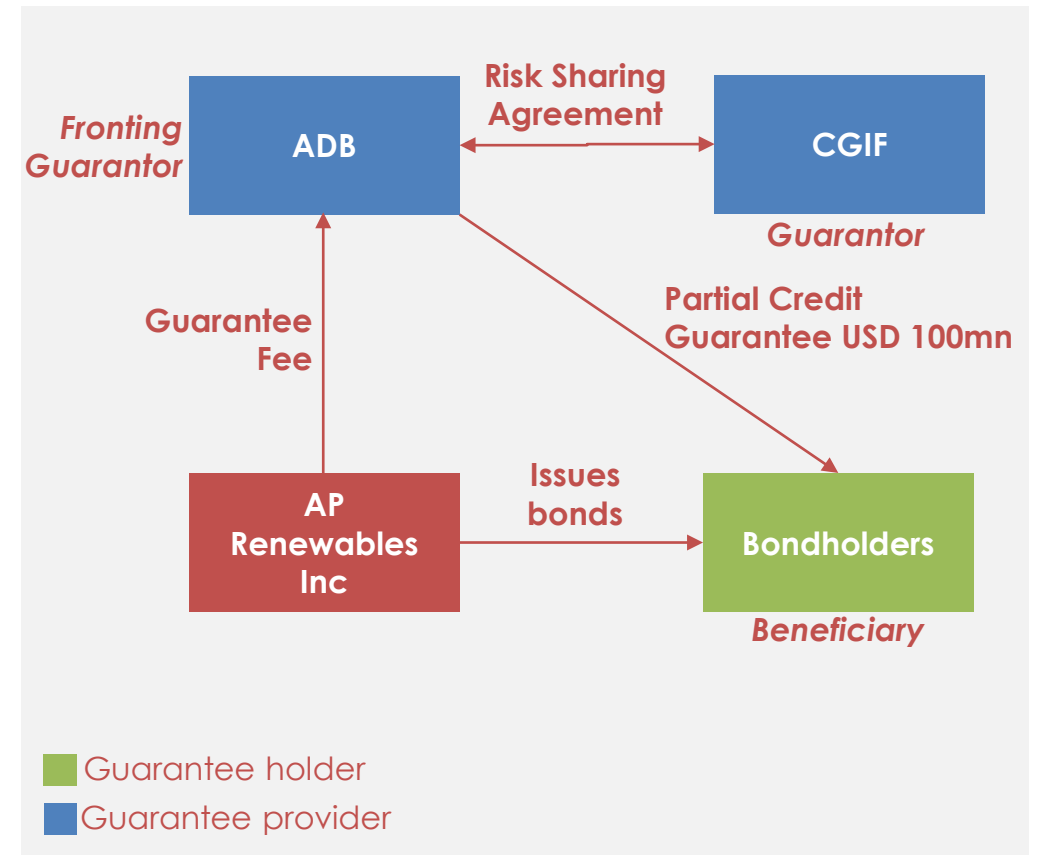 Risk Sharing
Agreement
Fronting
Guarantor
ADB
CGIF
Guarantor
Partial Credit
Guarantee USD 100mn
Guarantee
Fee
Issues
bonds
AP
Renewables
Inc
Bondholders
Beneficiary
Guarantee holder
Guarantee provider